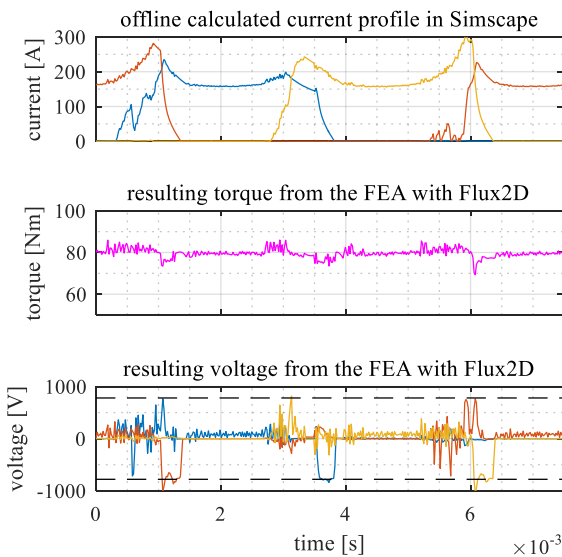 offline calculated current profile in Simscape
300
200
100
0
current [A]
resulting torque from the FEA with Flux2D
100
80
60
torque [Nm]
resulting voltage from the FEA with Flux2D
1000
0
-1000
voltage [V]
0 2 4 6
time [s]
×10⁻³